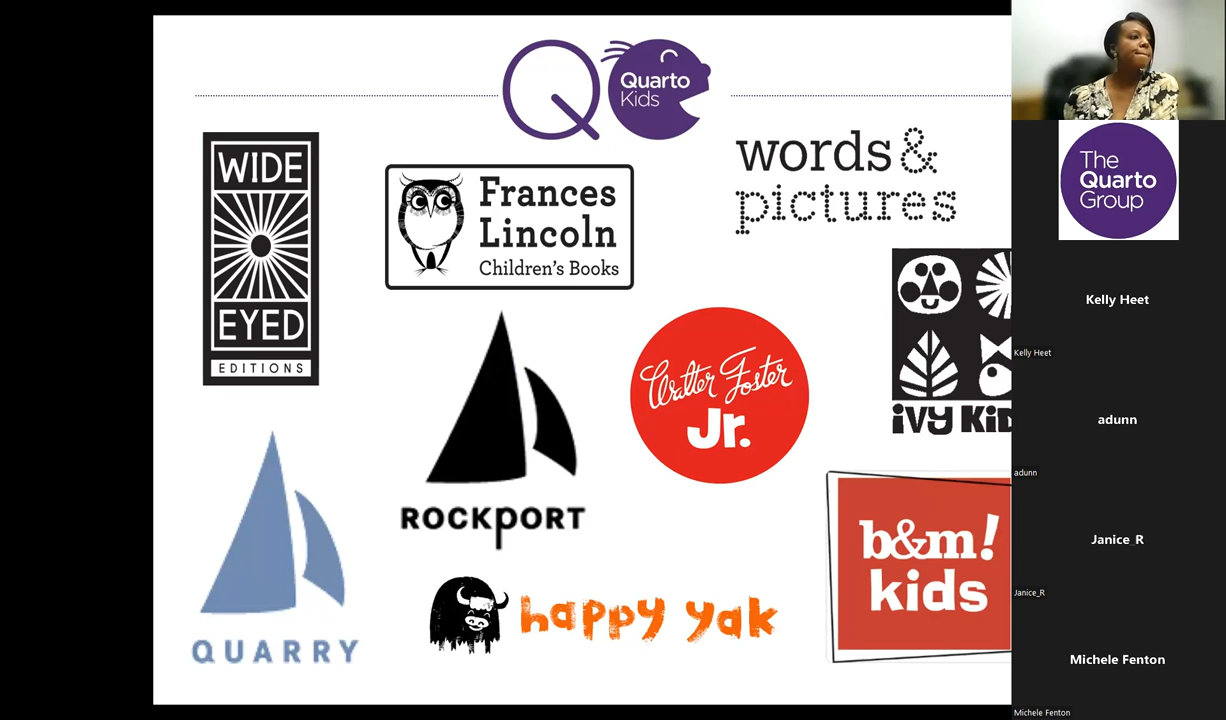 Quarto
Kids
WIDE
EYED
EDITIONS
Frances
Lincoln
Children's Books
words &
pictures
ROCKPORT
Walter Foster
Jr.
iVY KiD
QUARRY
happy yak
b&m!
kids
The
Quarto
Group
Kelly Heet
Kelly Heet
adunn
adunn
Janice_R
Janice_R
Michele Fenton
Michele Fenton